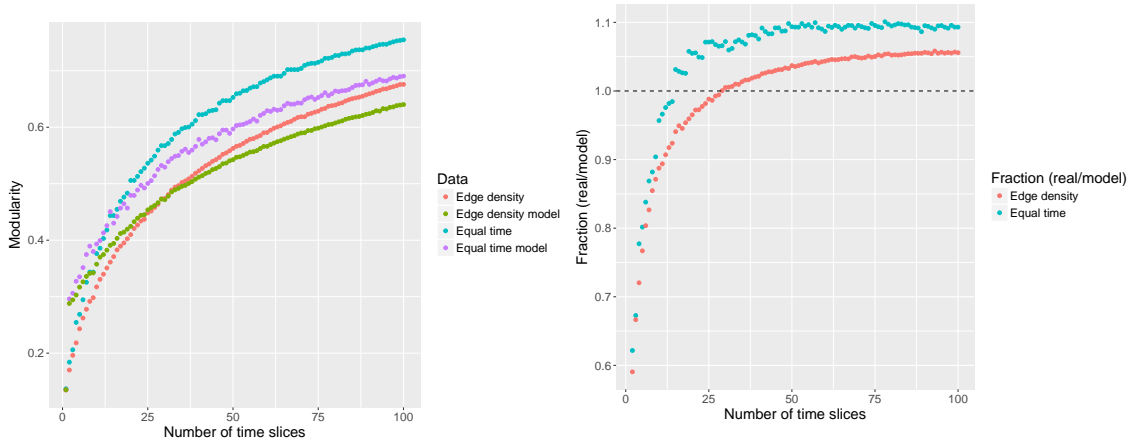 Modularity
0.6
0.4
0.2
0
25
50
75
100
Number of time slices
Data
Edge density
Edge density model
Equal time
Equal time model
Fraction (real/model)
1.1
1.0
0.9
0.8
0.7
0.6
0
25
50
75
100
Number of time slices
Fraction (real/model)
Edge density
Equal time